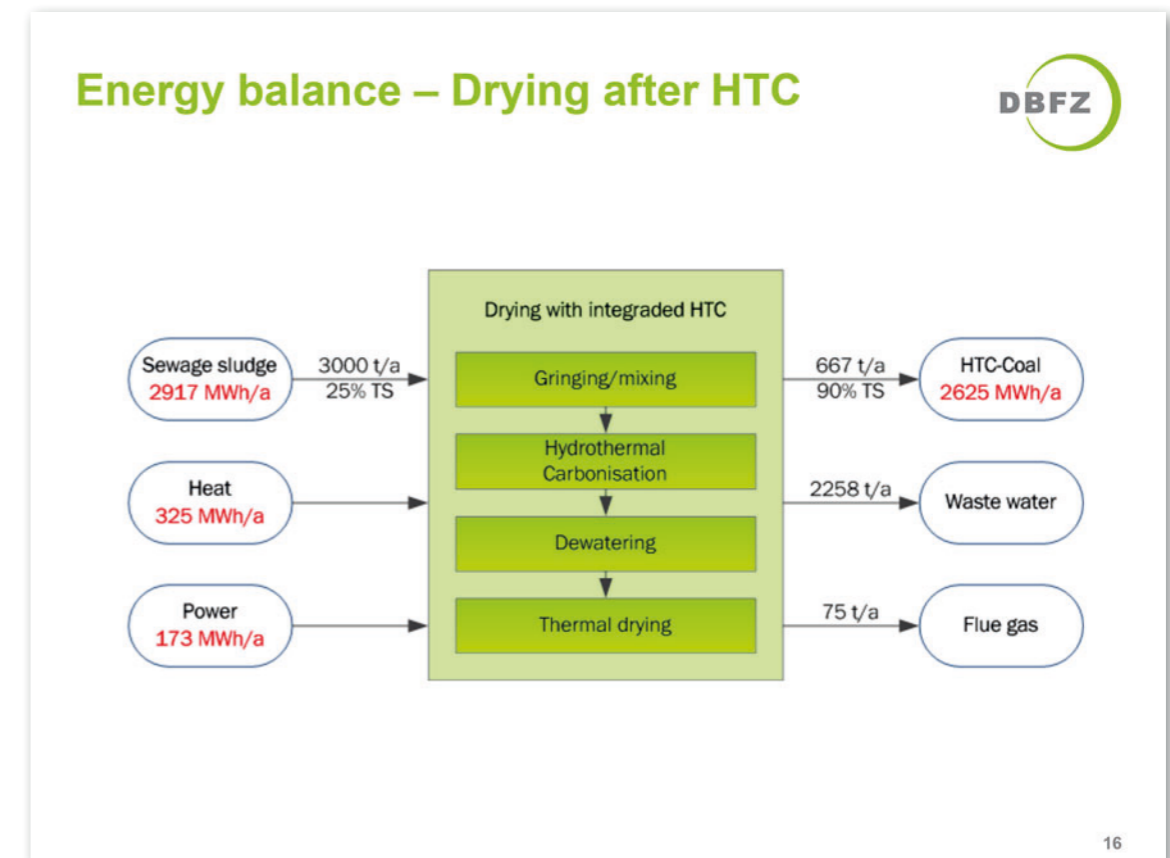 Energy balance – Drying after HTC
DBFZ
Drying with integraded HTC
Sewage sludge
2917 MWh/a
3000 t/a
25% TS
Gringing/mixing
667 t/a
90% TS
HTC-Coal
2625 MWh/a
Hydrothermal
Carbonisation
Heat
325 MWh/a
2258 t/a
Waste water
Dewatering
Power
173 MWh/a
Thermal drying
75 t/a
Flue gas
16